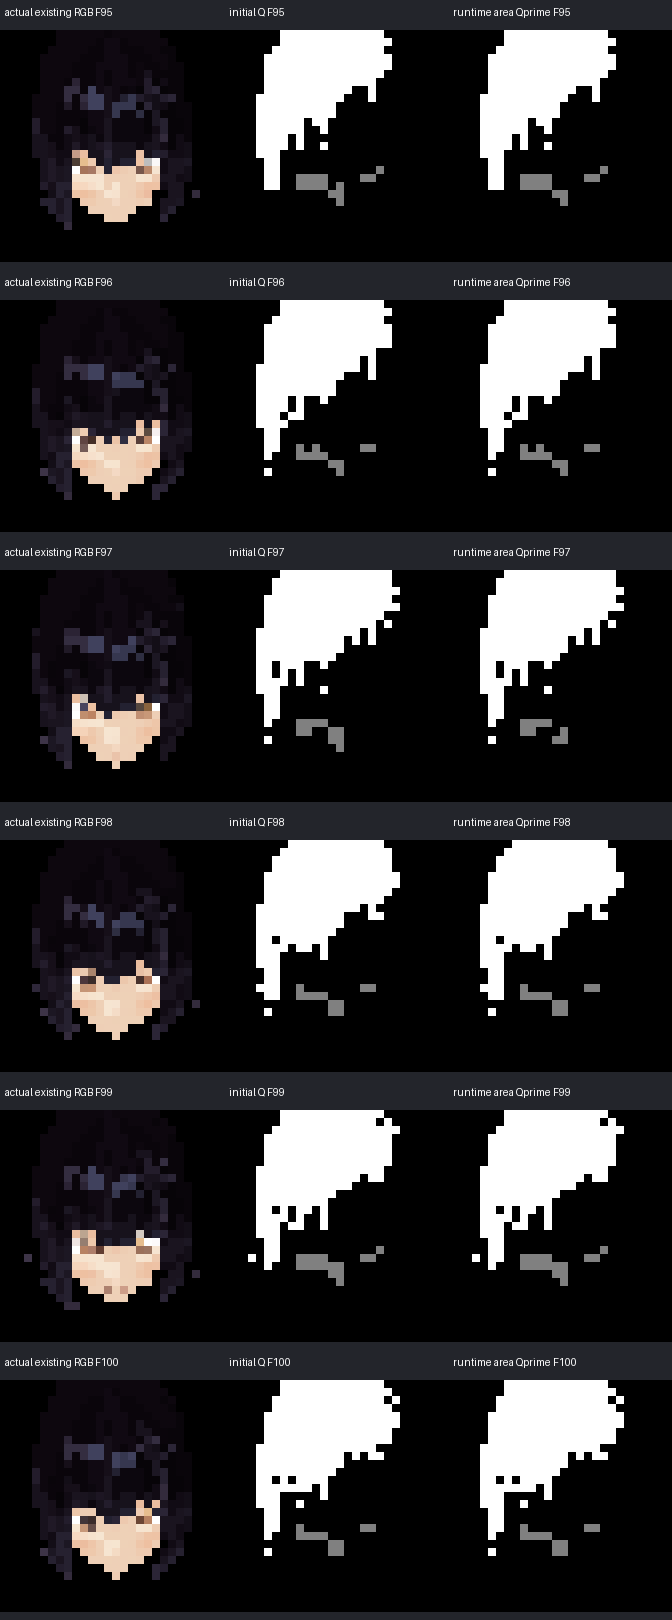 actual existing RGB F95 initial Q F95 runtime area Qprime F95
actual existing RGB F96 initial Q F96 runtime area Qprime F96
actual existing RGB F97 initial Q F97 runtime area Qprime F97
actual existing RGB F98 initial Q F98 runtime area Qprime F98
actual existing RGB F99 initial Q F99 runtime area Qprime F99
actual existing RGB F100 initial Q F100 runtime area Qprime F100